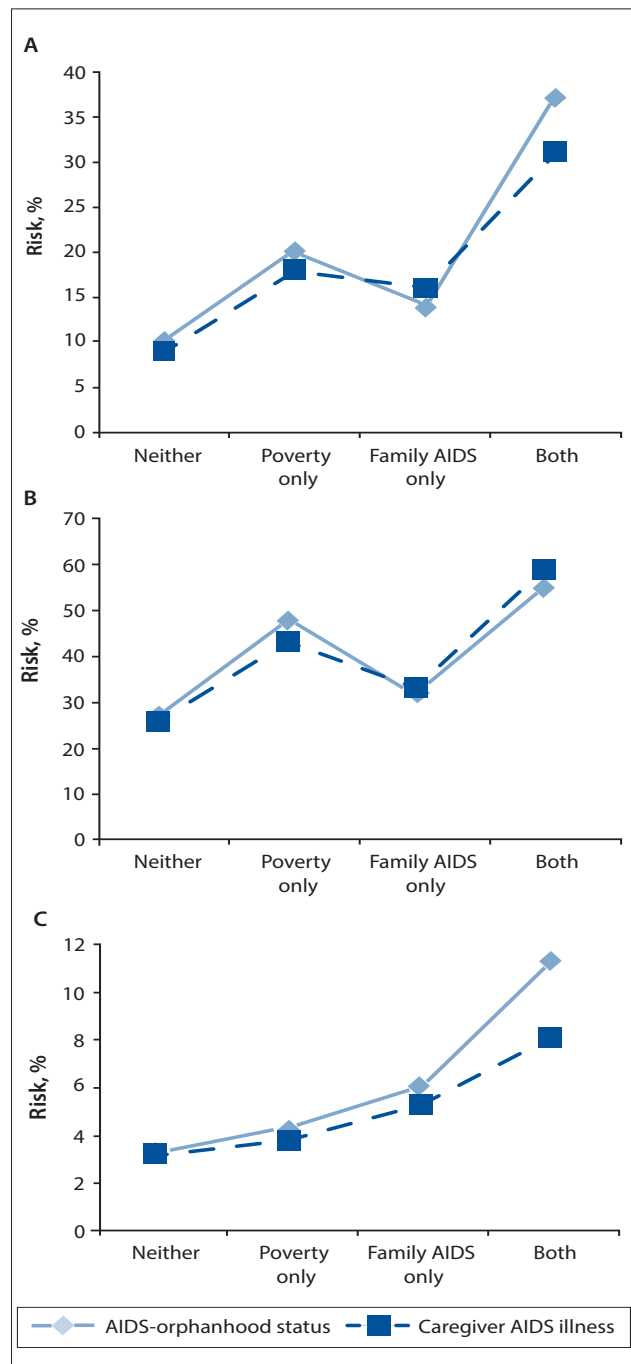 A
Risk, %
40
35
30
25
20
15
10
5
0
Neither
Poverty
only
Family AIDS
only
Both
B
Risk, %
70
60
50
40
30
20
10
0
Neither
Poverty
only
Family AIDS
only
Both
C
Risk, %
12
10
8
6
4
2
0
Neither
Poverty
only
Family AIDS
only
Both
AIDS-orphanhood status
Caregiver AIDS illness